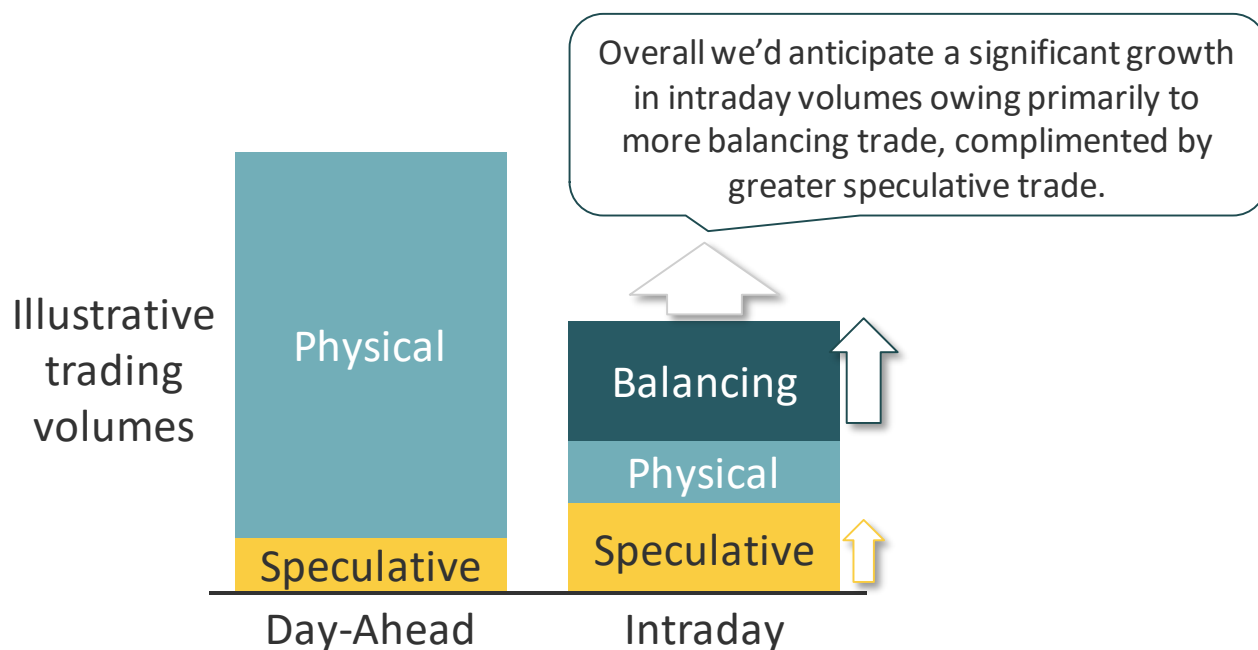 Overall we'd anticipate a significant growth
in intraday volumes owing primarily to
more balancing trade, complimented by
greater speculative trade.
Illustrative
trading
volumes
Physical
Speculative
Balancing
Physical
Speculative
Day-Ahead
Intraday